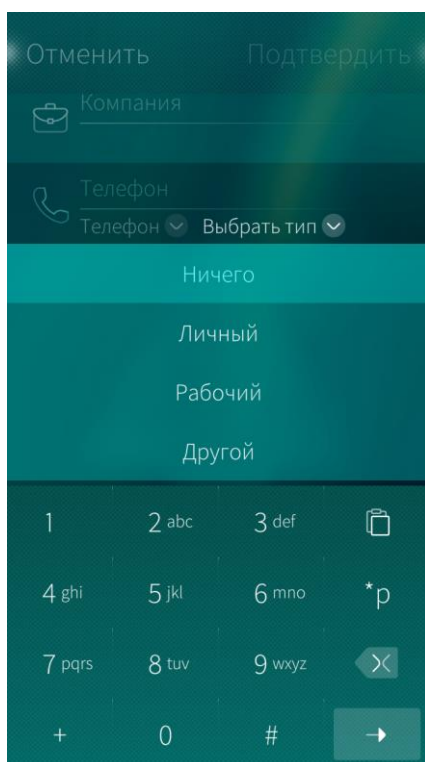 Отменить Подтвердить
Компания
Телефон
Телефон Выбрать тип
Ничего
Личный
Рабочий
Другой
1 2 abc 3 def
4 ghi 5 jkl 6 mno *p
7 pqrs 8 tuv 9 wxyz
+ 0 #